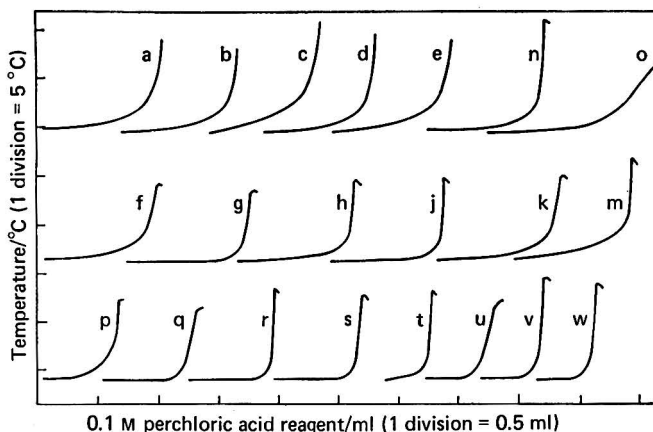 Temperature/°C (1 division = 5 °C)
a b c d e n o
f g h j k m
p q r s t u v w
0.1 M perchloric acid reagent/ml (1 division = 0.5 ml)